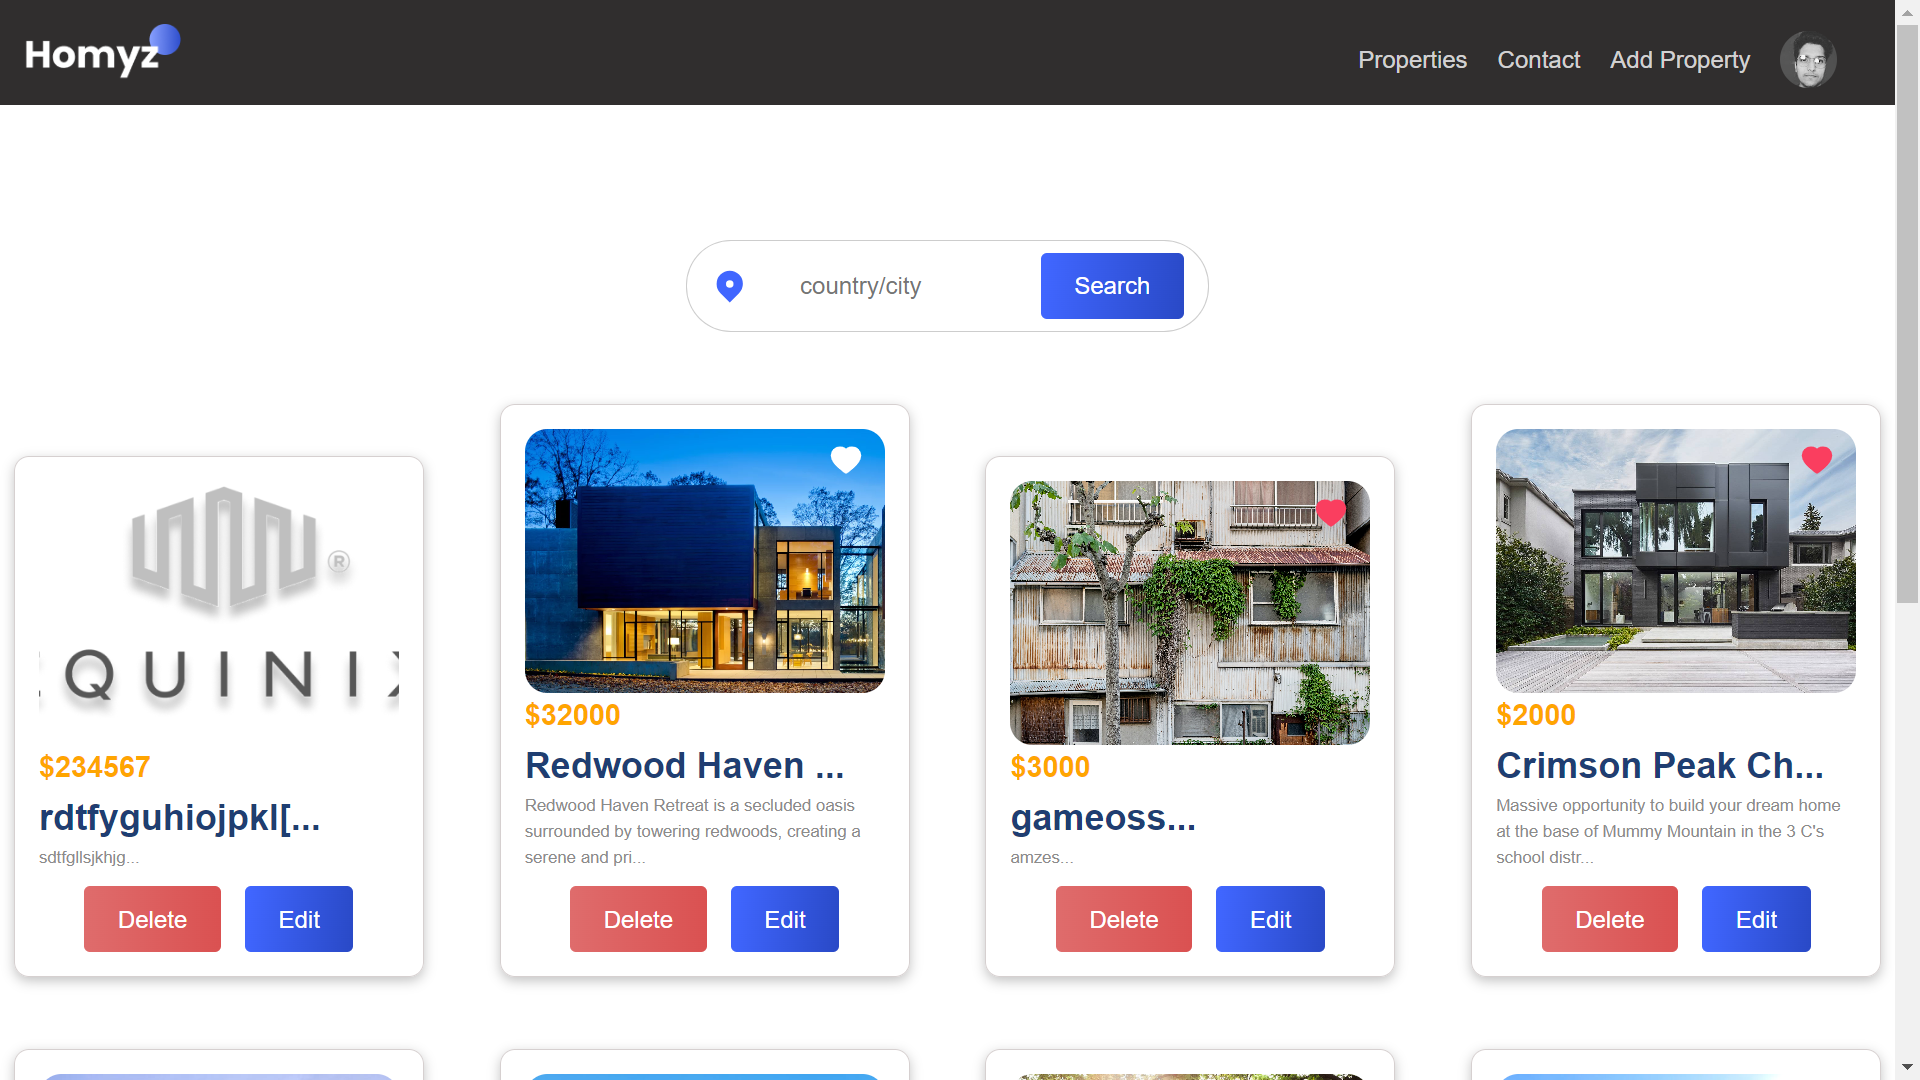 Homyz
Properties
Contact
Add Property
country/city
Search
®
EQUINIX
$234567
rdtfyguhiojpkl[...
sdtfgllsjkhjg...
Delete
Edit
$32000
Redwood Haven ...
Redwood Haven Retreat is a secluded oasis
surrounded by towering redwoods, creating a
serene and pri...
Delete
Edit
$3000
gameoss...
amzes...
Delete
Edit
$2000
Crimson Peak Ch...
Massive opportunity to build your dream home
at the base of Mummy Mountain in the 3 C's
school distr...
Delete
Edit